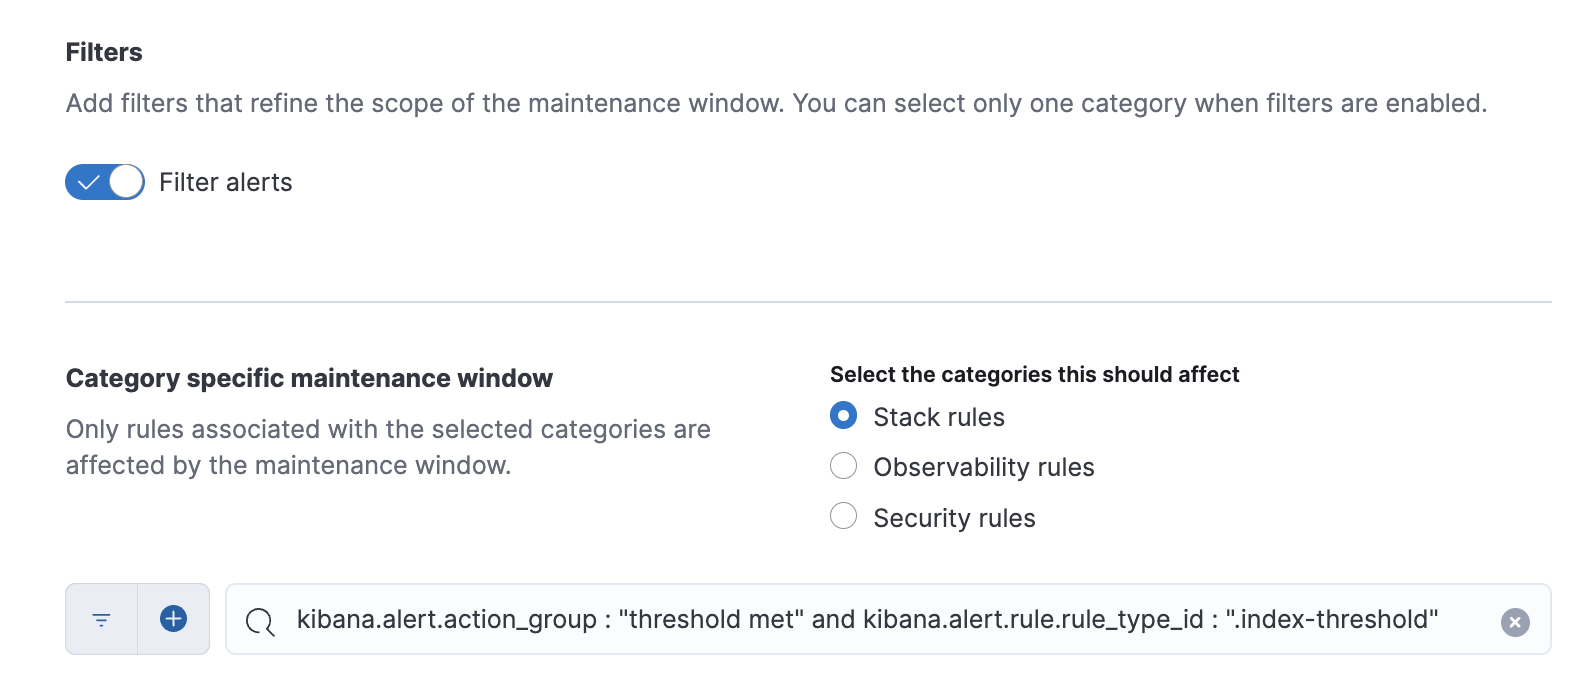 Filters
Add filters that refine the scope of the maintenance window. You can select only one category when filters are enabled.
Filter alerts
Category specific maintenance window
Only rules associated with the selected categories are
affected by the maintenance window.
Select the categories this should affect
Stack rules
Observability rules
Security rules
kibana.alert.action_group : "threshold met" and kibana.alert.rule.rule_type_id : ".index-threshold"